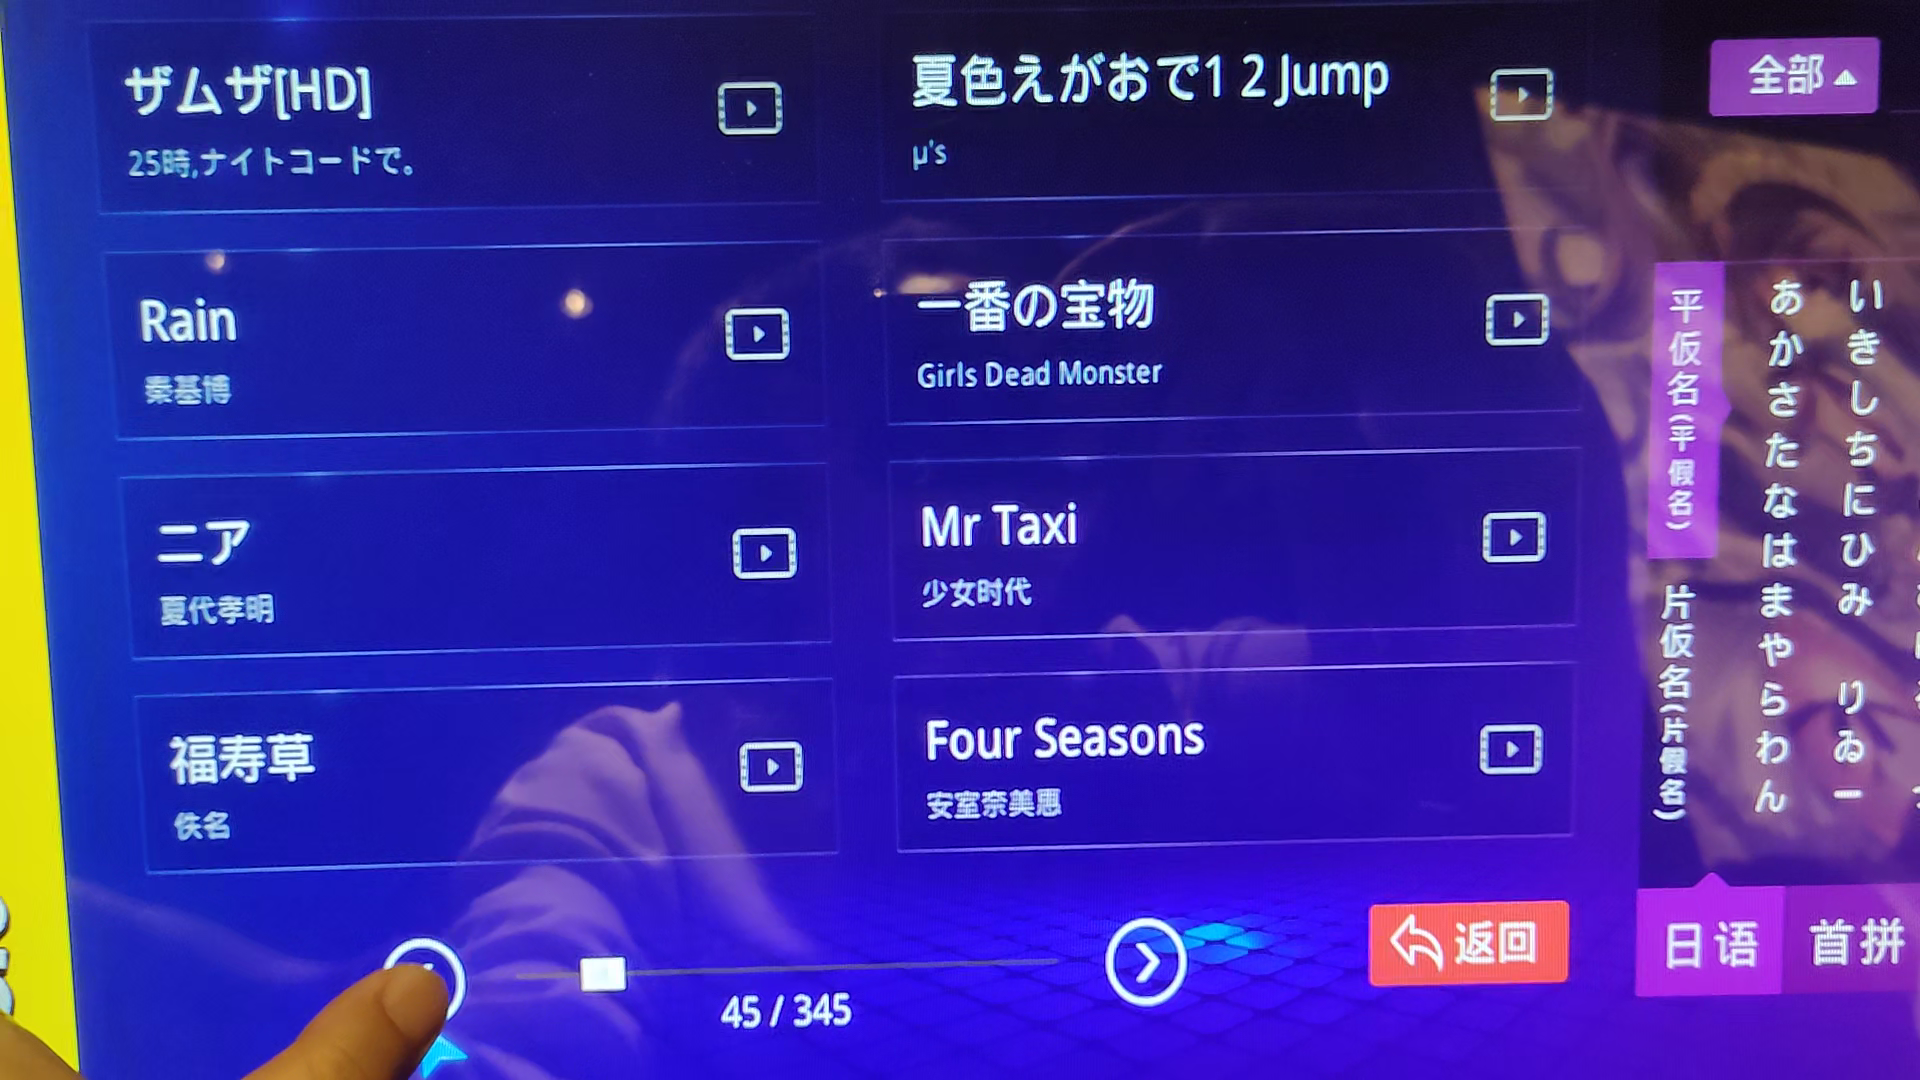 ザムザ[HD]
25時,ナイトコードで。
夏色えがおで1 2 Jump
μ's
Rain
秦基博
一番の宝物
Girls Dead Monster
ニア
夏代孝明
Mr Taxi
少女时代
福寿草
佚名
Four Seasons
安室奈美惠
45 / 345
返回
全部
平仮名(平假名)
片仮名(片假名)
あかさたなはまやらわん
いきしちにひみ りゐー
日语
首拼